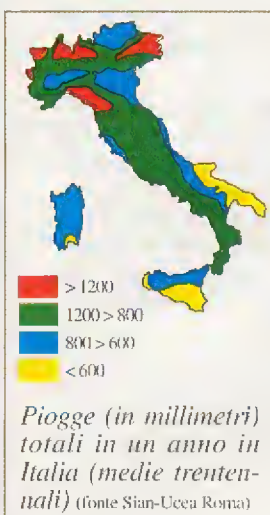 > 1200
1200 > 800
800 > 600
< 600
Piogge (in millimetri)
totali in un anno in
Italia (medie trenten-
nali) (fonte Sian-Ucea Roma)